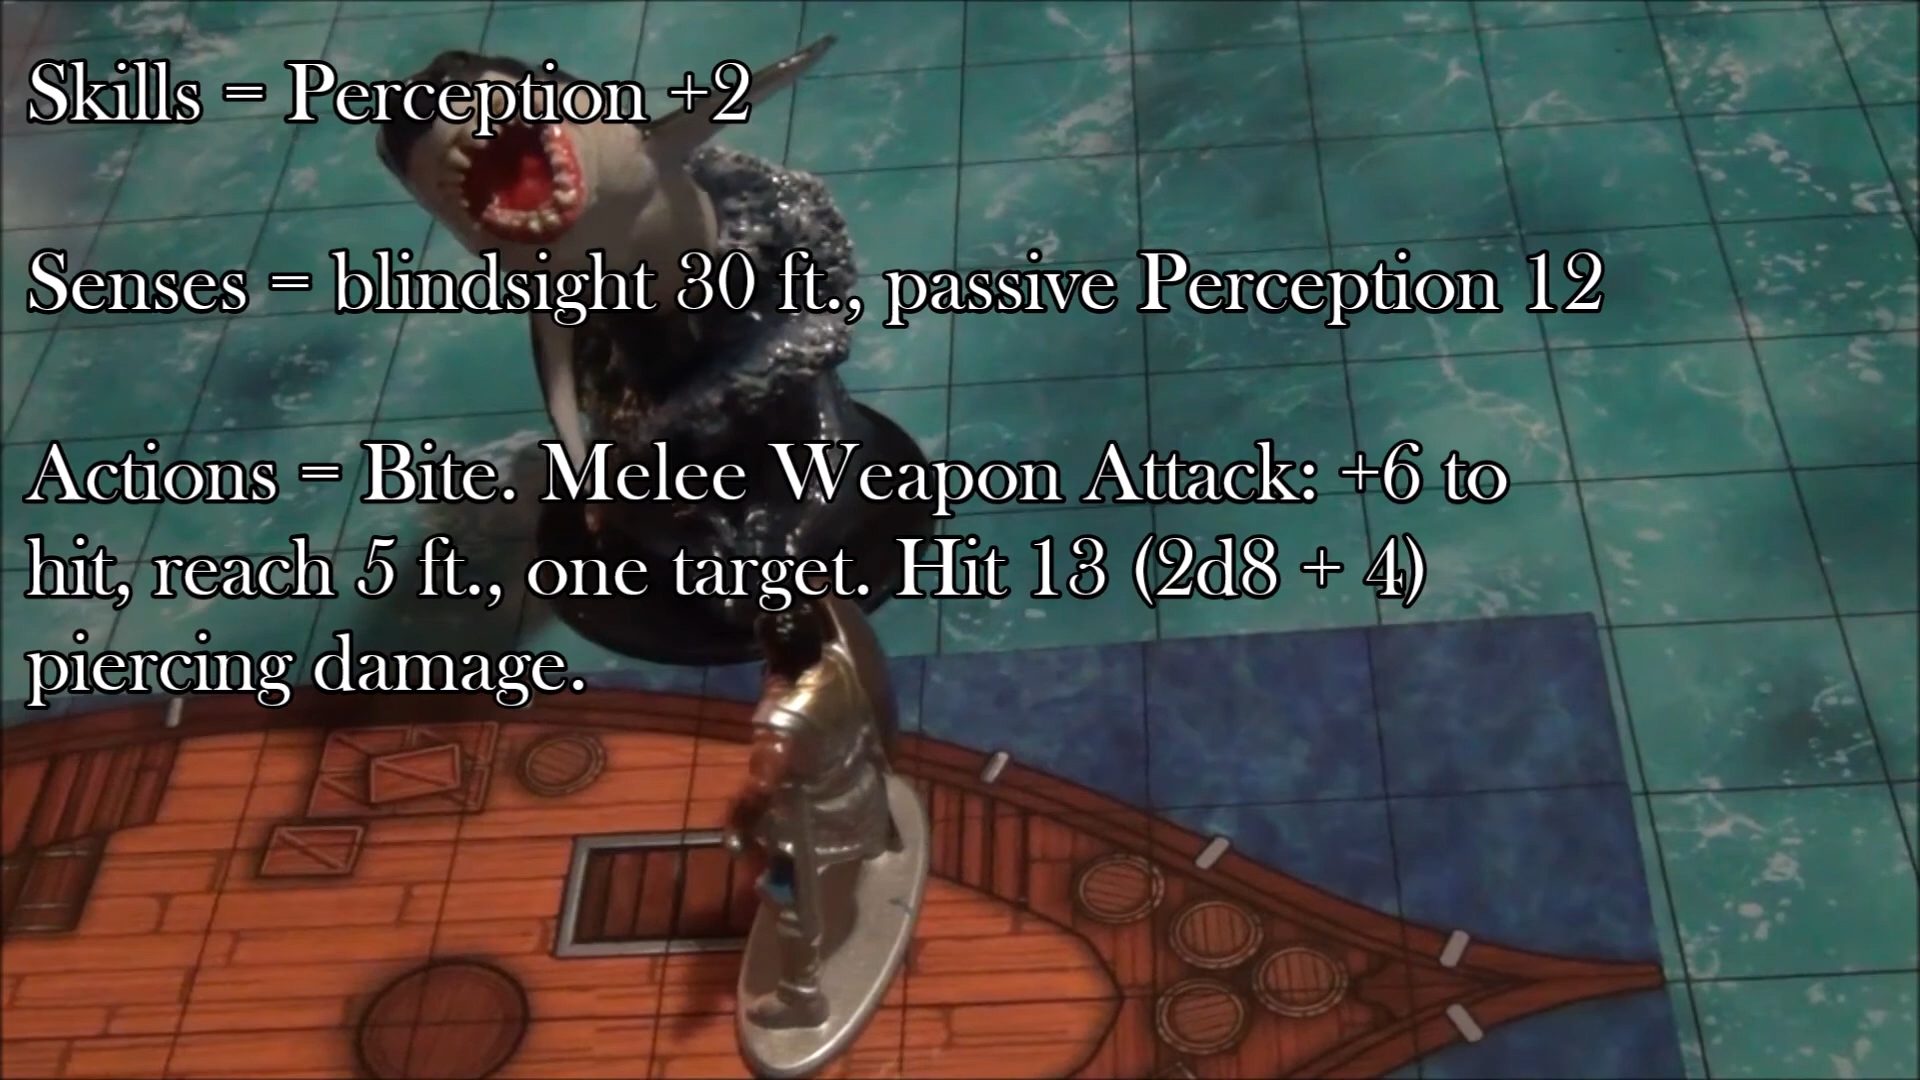 Skills = Perception +2
Senses = blindsight 30 ft., passive Perception 12
Actions = Bite. Melee Weapon Attack: +6 to
hit, reach 5 ft., one target. Hit 13 (2d8 + 4)
piercing damage.